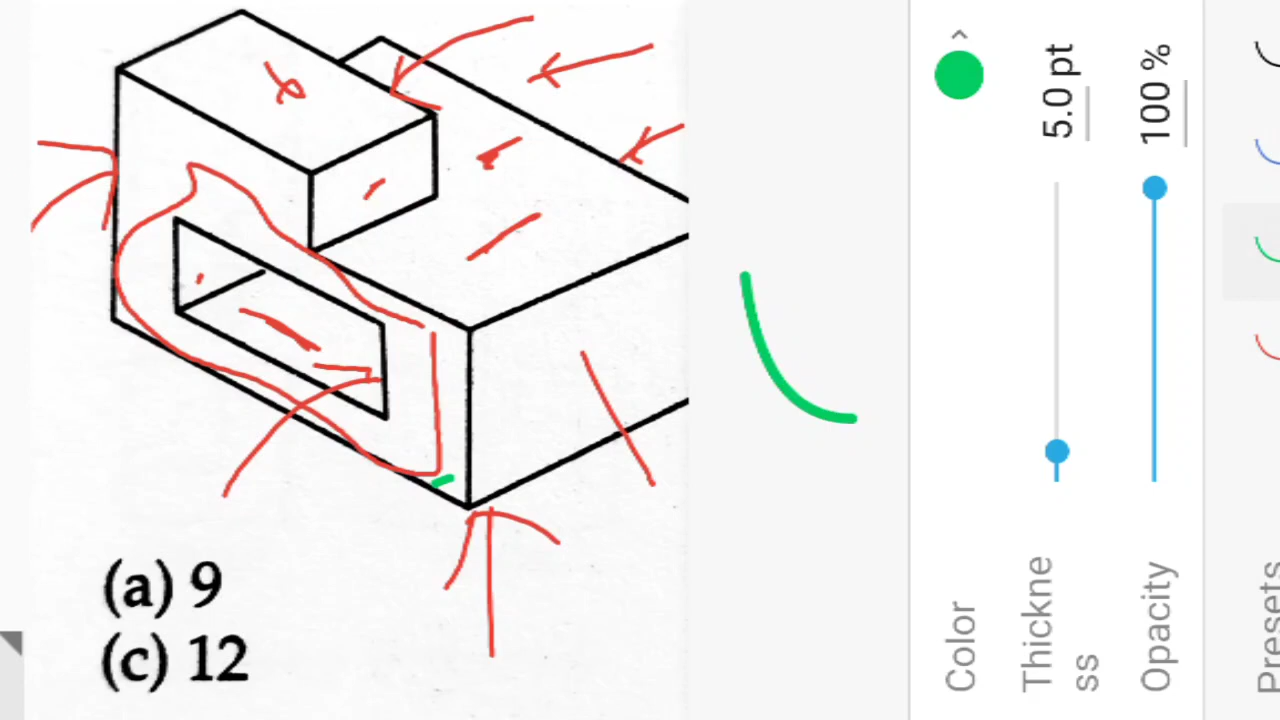 (a) 9
(c) 12
Color
Thickne
ss
5.0 pt
Opacity
100 %
Presets